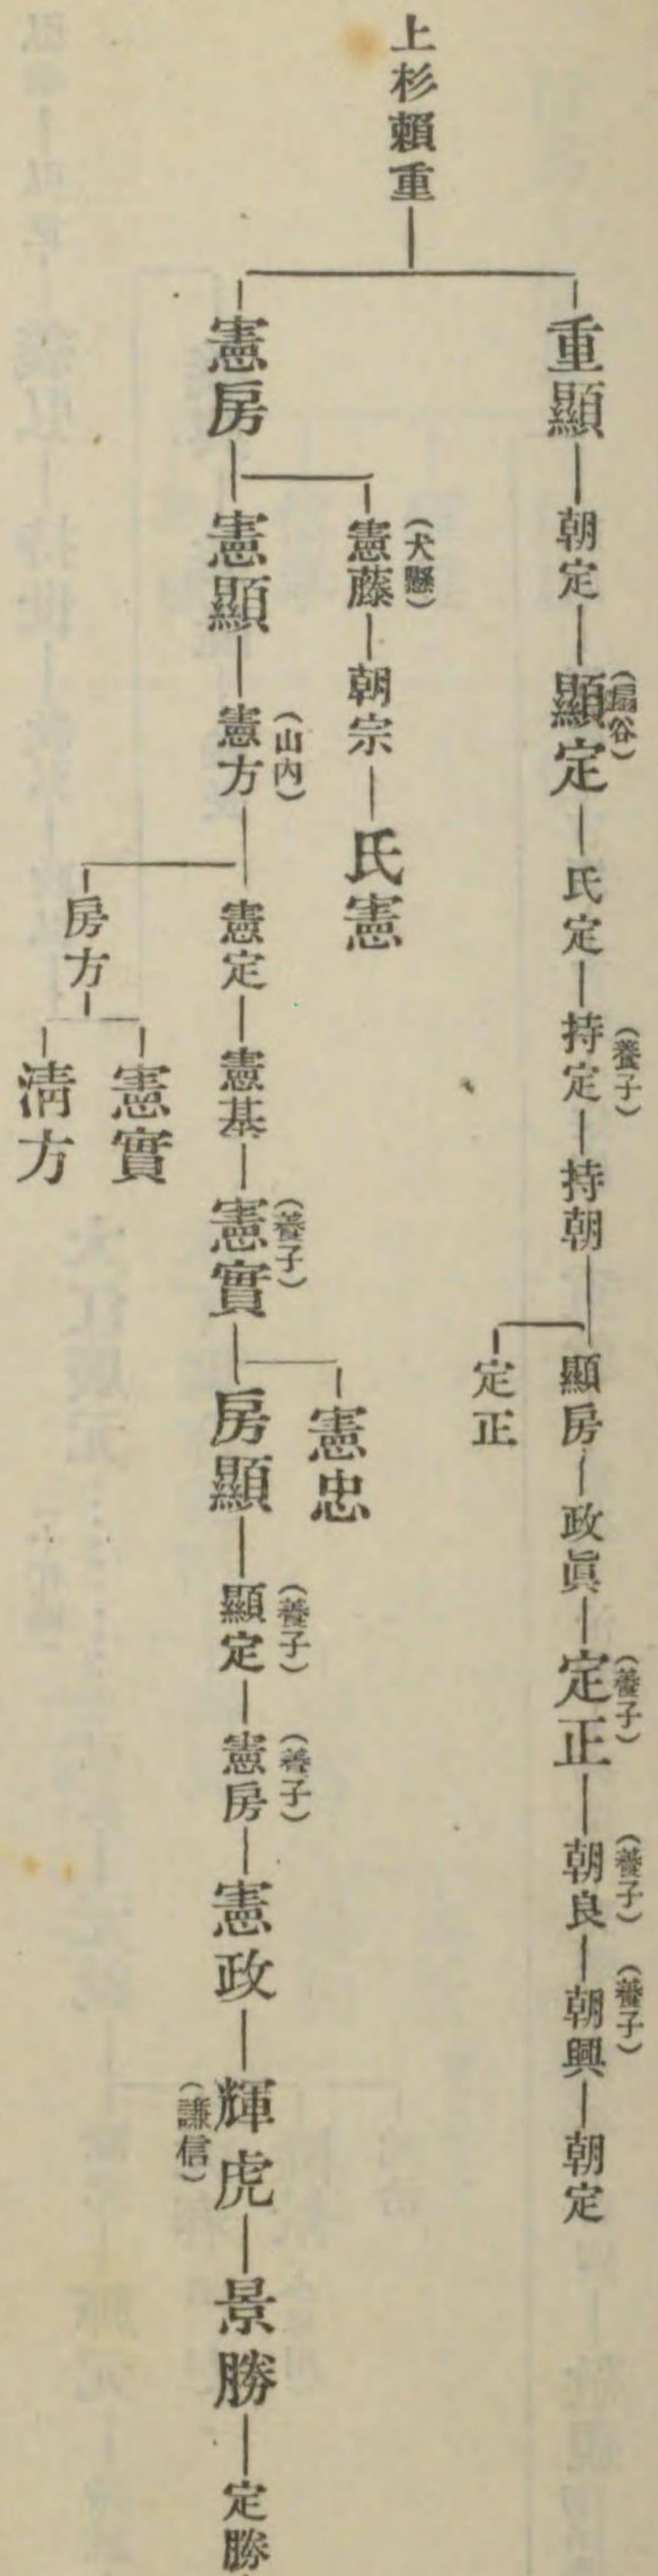 上杉賴重
重顯―朝定―顯定―氏定―持定―持朝―顯房―政眞―定正―朝良―朝興―朝定
(扇谷)
(養子)
(養子)
(養子)
(養子)
定正
(犬懸)
憲藤―朝宗―氏憲
憲房―憲顯―憲方―憲定―憲基―憲實―房顯―顯定―憲房―憲政―輝虎―景勝―定勝
(山内)
(養子)
(養子)
(養子)
(謙信)
憲忠
房方
憲實
淸方